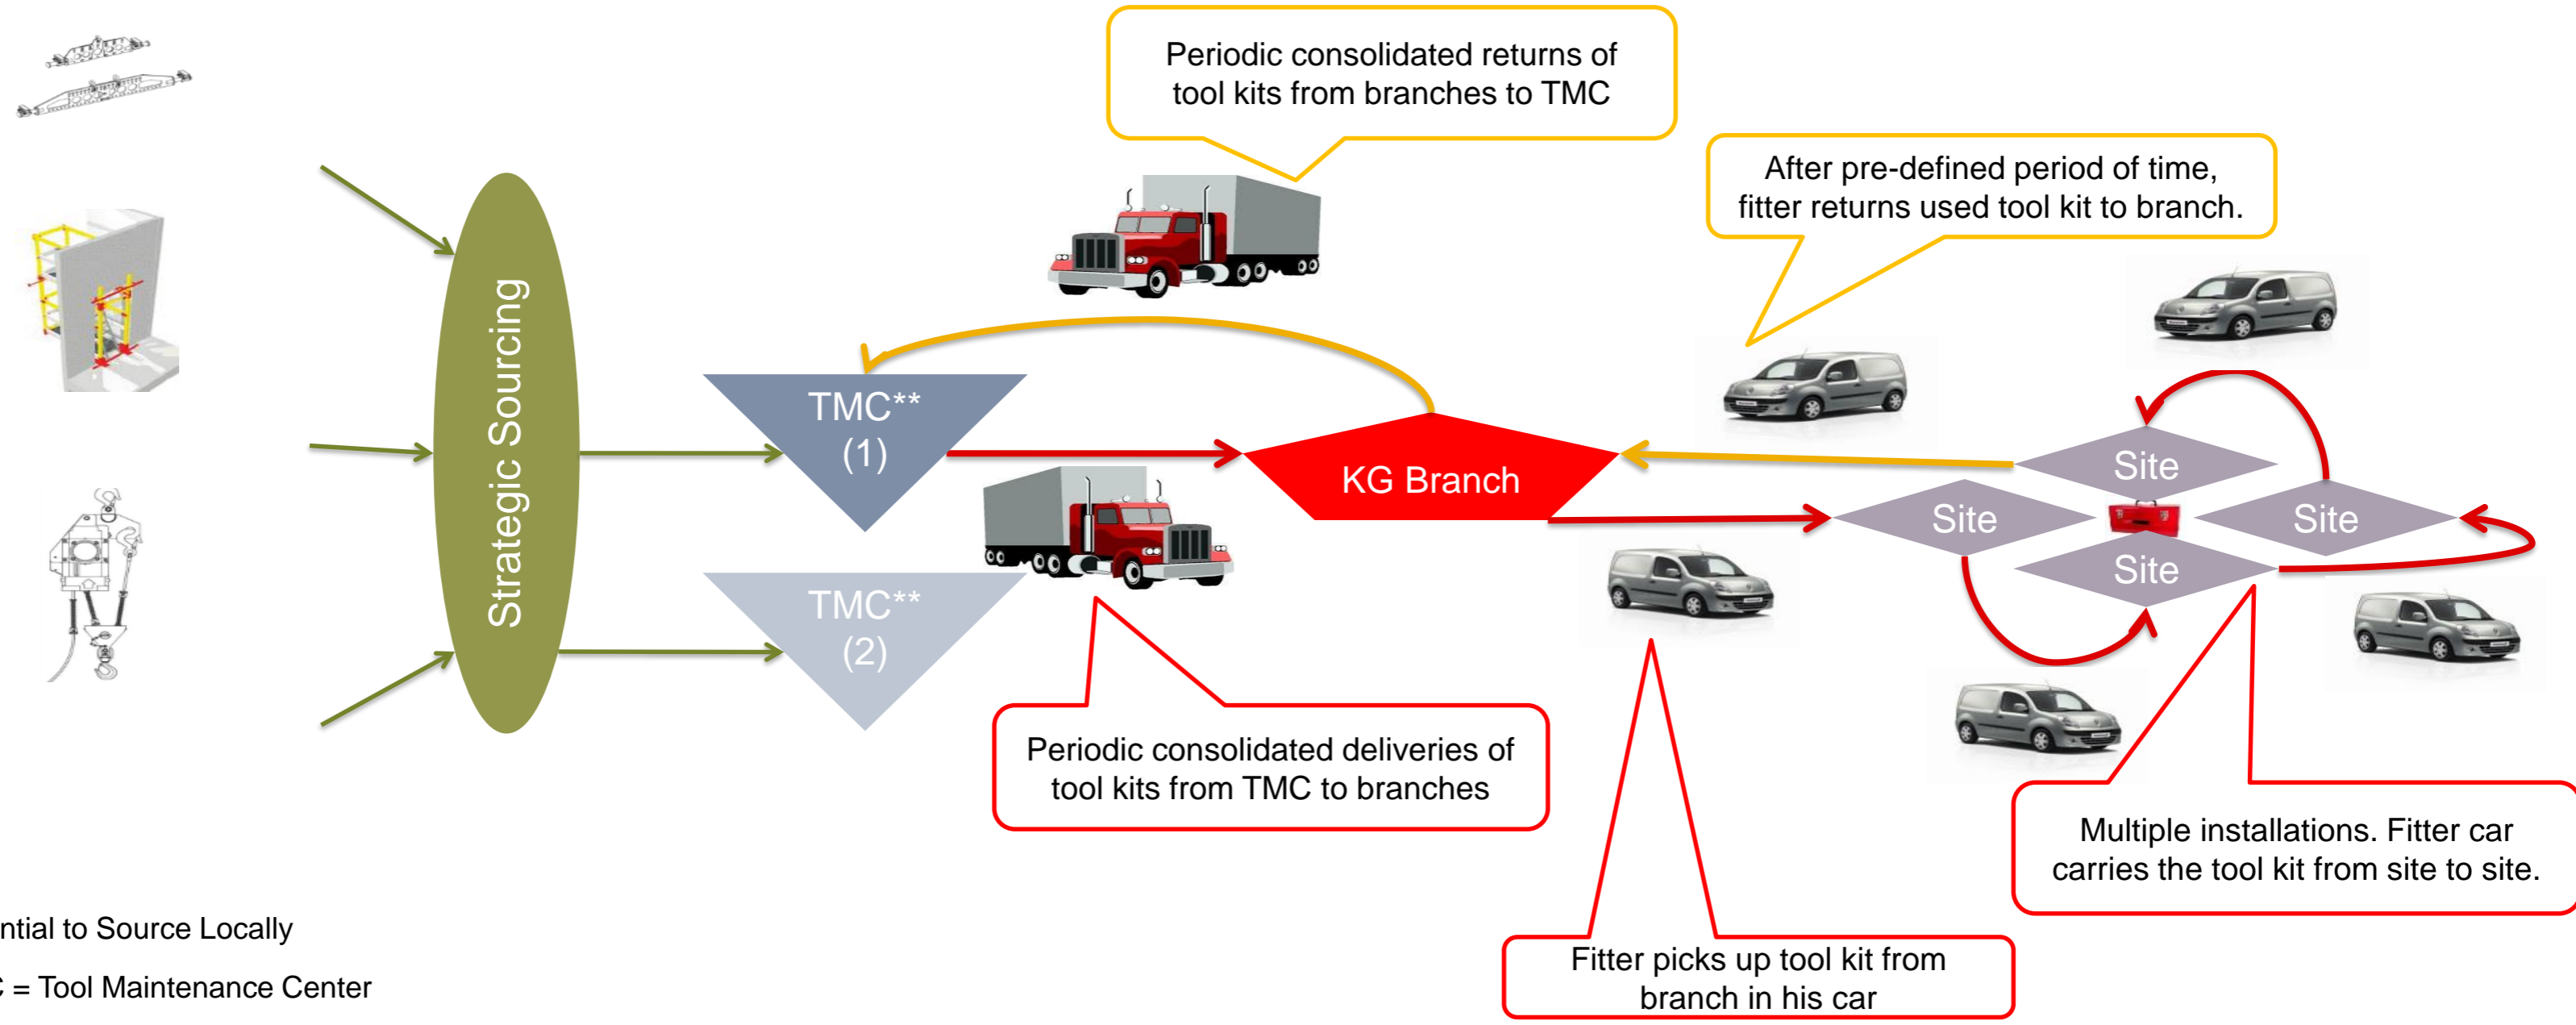 Periodic consolidated returns of
tool kits from branches to TMC
After pre-defined period of time,
fitter returns used tool kit to branch.
Strategic Sourcing
TMC**
(1)
KG Branch
Site
Site
Site
Site
TMC**
(2)
Periodic consolidated deliveries of
tool kits from TMC to branches
Multiple installations. Fitter car
carries the tool kit from site to site.
Fitter picks up tool kit from
branch in his car
ntial to Source Locally
= Tool Maintenance Center